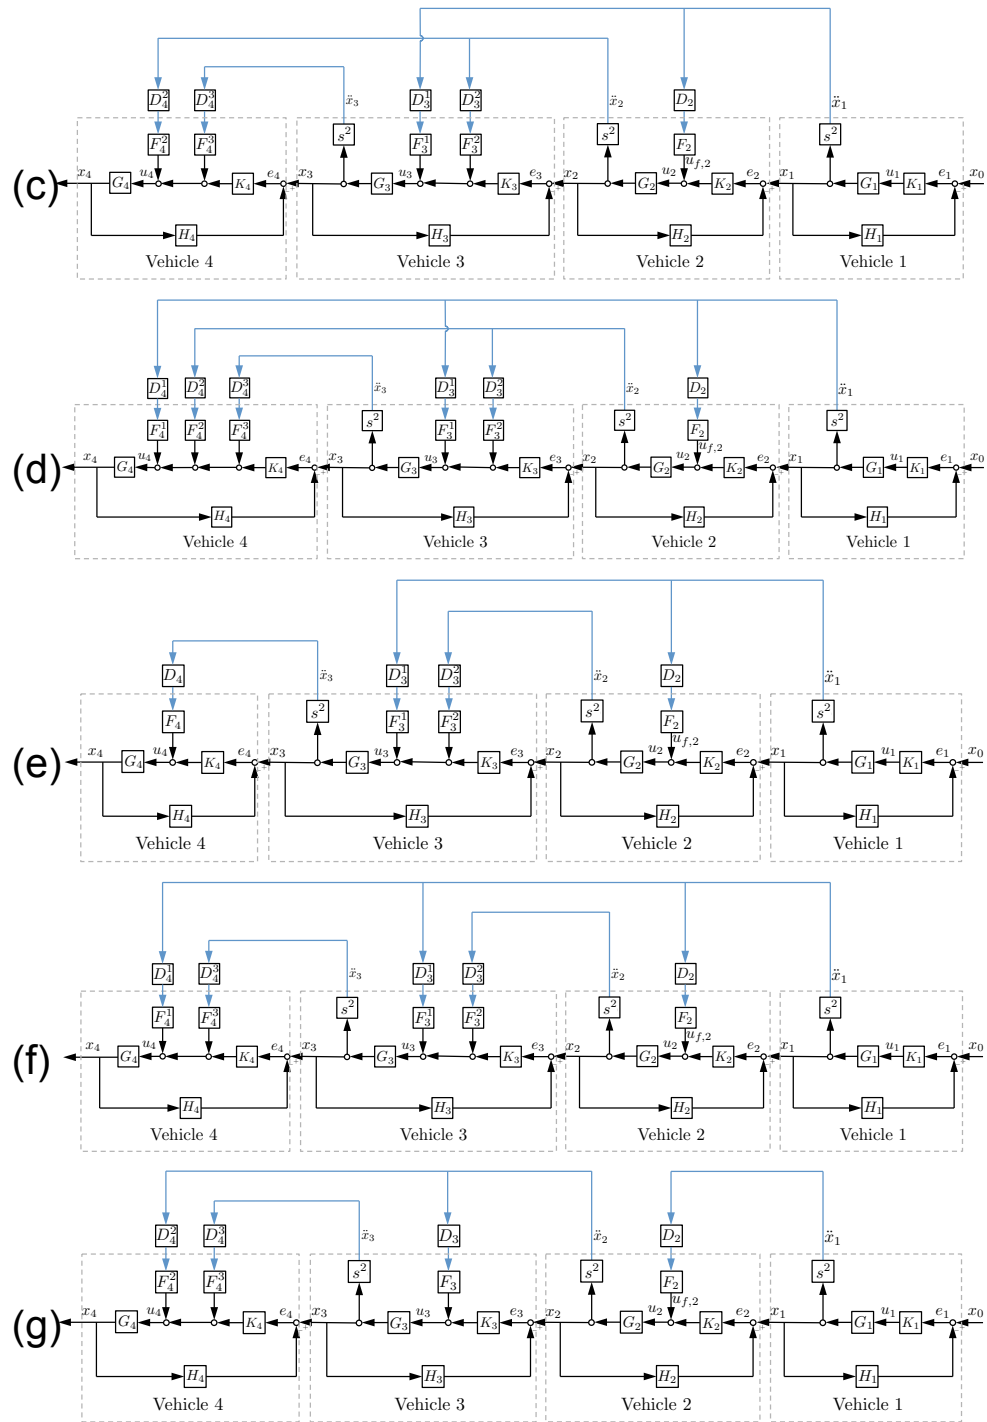 D_4^2 D_4^3 ẍ_3 D_3^1 D_3^2 ẍ_2 D_2 ẍ_1
F_4^2 F_4^3 s^2 F_3^1 F_3^2 s^2 F_2 s^2
(c) x_4 G_4 u_4 K_4 e_4 x_3 G_3 u_3 K_3 e_3 x_2 G_2 u_2 u_{f,2} K_2 e_2 x_1 G_1 u_1 K_1 e_1 x_0
H_4 H_3 H_2 H_1
Vehicle 4 Vehicle 3 Vehicle 2 Vehicle 1
D_4^1 D_4^2 D_4^3 ẍ_3 D_3^1 D_3^2 ẍ_2 D_2 ẍ_1
F_4^1 F_4^2 F_4^3 s^2 F_3^1 F_3^2 s^2 F_2 s^2
(d) x_4 G_4 u_4 K_4 e_4 x_3 G_3 u_3 K_3 e_3 x_2 G_2 u_2 u_{f,2} K_2 e_2 x_1 G_1 u_1 K_1 e_1 x_0
H_4 H_3 H_2 H_1
Vehicle 4 Vehicle 3 Vehicle 2 Vehicle 1
D_4 ẍ_3 D_3^1 D_3^2 ẍ_2 D_2 ẍ_1
F_4 s^2 F_3^1 F_3^2 s^2 F_2 s^2
(e) x_4 G_4 u_4 K_4 e_4 x_3 G_3 u_3 K_3 e_3 x_2 G_2 u_2 u_{f,2} K_2 e_2 x_1 G_1 u_1 K_1 e_1 x_0
H_4 H_3 H_2 H_1
Vehicle 4 Vehicle 3 Vehicle 2 Vehicle 1
D_4^1 D_4^3 ẍ_3 D_3^1 D_3^2 ẍ_2 D_2 ẍ_1
F_4^1 F_4^3 s^2 F_3^1 F_3^2 s^2 F_2 s^2
(f) x_4 G_4 u_4 K_4 e_4 x_3 G_3 u_3 K_3 e_3 x_2 G_2 u_2 u_{f,2} K_2 e_2 x_1 G_1 u_1 K_1 e_1 x_0
H_4 H_3 H_2 H_1
Vehicle 4 Vehicle 3 Vehicle 2 Vehicle 1
D_4^2 D_4^3 ẍ_3 D_3 ẍ_2 D_2 ẍ_1
F_4^2 F_4^3 s^2 F_3 s^2 F_2 s^2
(g) x_4 G_4 u_4 K_4 e_4 x_3 G_3 u_3 K_3 e_3 x_2 G_2 u_2 u_{f,2} K_2 e_2 x_1 G_1 u_1 K_1 e_1 x_0
H_4 H_3 H_2 H_1
Vehicle 4 Vehicle 3 Vehicle 2 Vehicle 1